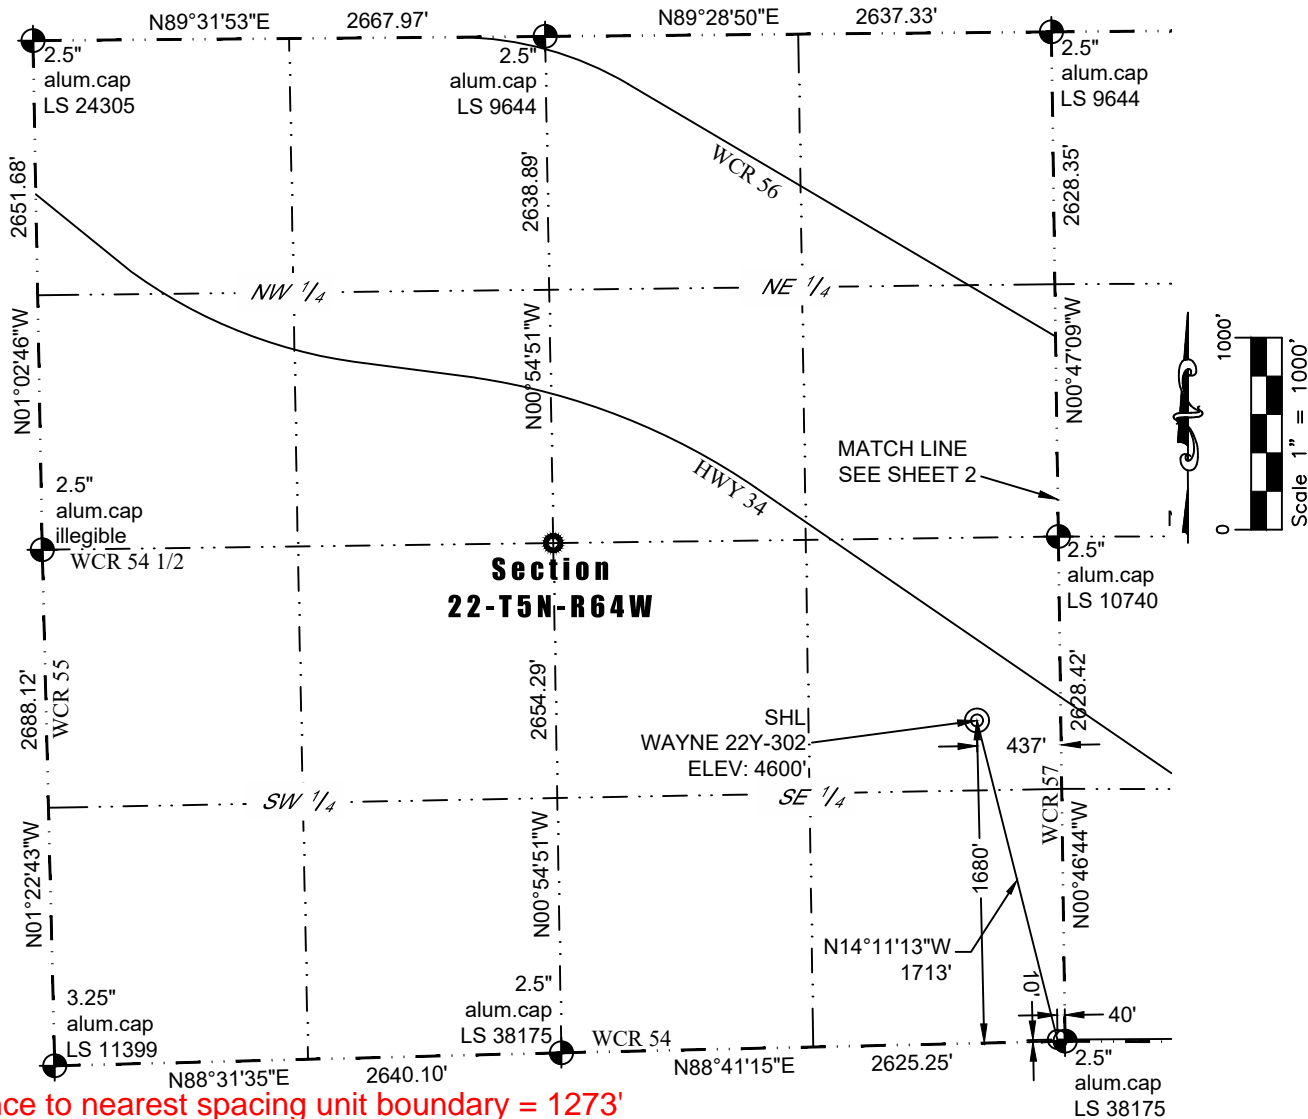 N89°31'53"E 2667.97' N89°28'50"E 2637.33'
2.5"
alum.cap
LS 24305
2.5"
alum.cap
LS 9644
2.5"
alum.cap
LS 9644
WCR 56
2651.68'
2638.89'
2628.35'
NW 1/4
NE 1/4
N01°02'46"W
N00°54'51"W
N00°47'09"W
1000'
0
Scale 1" = 1000'
MATCH LINE
SEE SHEET 2
HWY 34
2.5"
alum.cap
illegible
WCR 54 1/2
Section
22-T5N-R64W
2.5"
alum.cap
LS 10740
2688.12'
WCR 55
2654.29'
2628.42'
SHL
WAYNE 22Y-302
ELEV: 4600'
437'
SW 1/4
SE 1/4
WCR 57
N01°22'43"W
N00°54'51"W
1680'
N00°46'44"W
N14°11'13"W
1713'
10'
40'
3.25"
alum.cap
LS 11399
2.5"
alum.cap
LS 38175
WCR 54
2.5"
alum.cap
LS 38175
N88°31'35"E 2640.10' N88°41'15"E 2625.25'
nce to nearest spacing unit boundary = 1273'